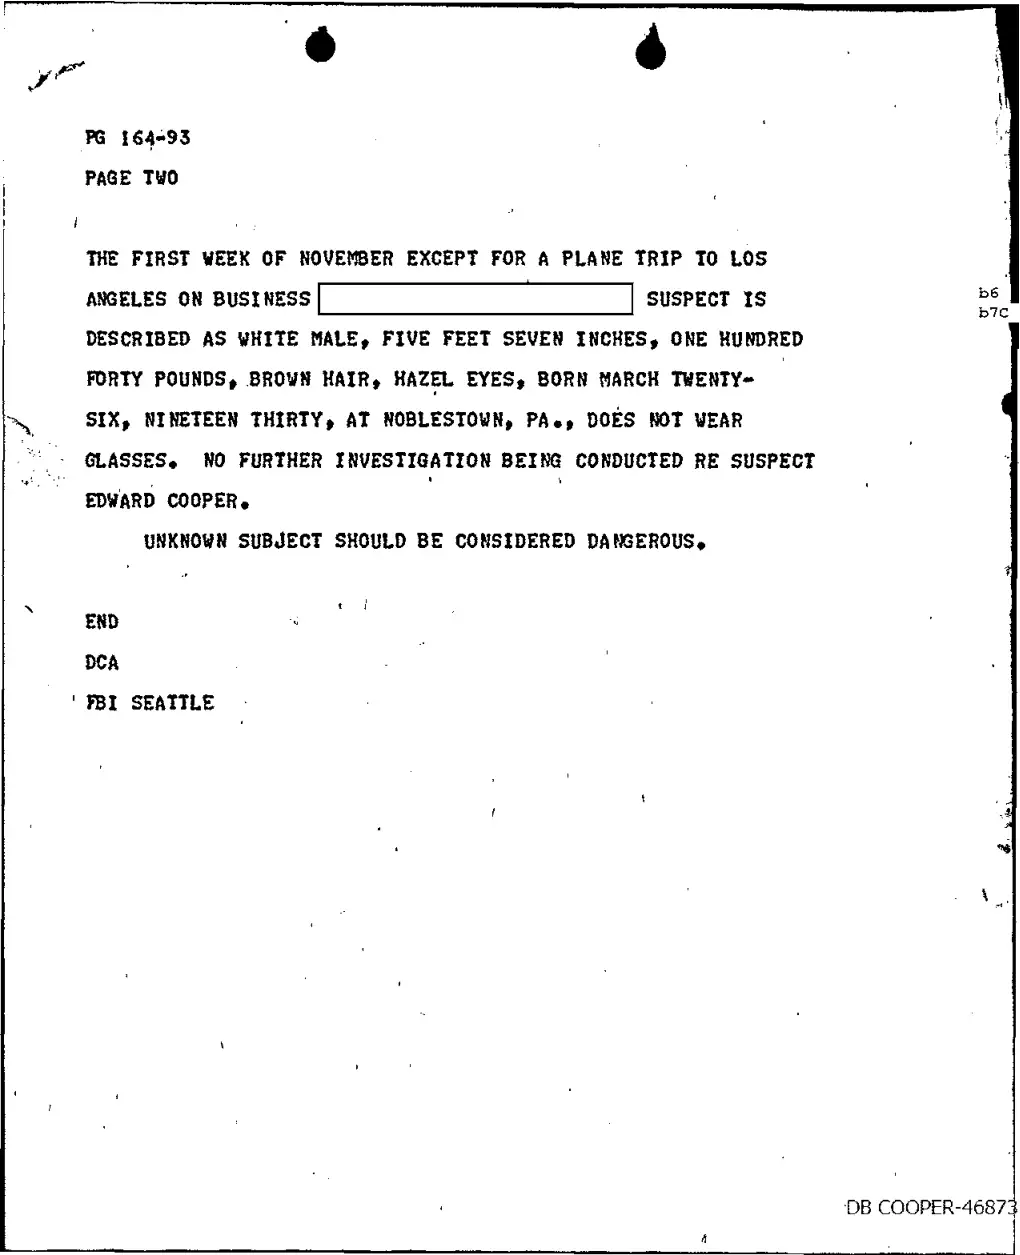 PG 164-93
PAGE TWO
THE FIRST WEEK OF NOVEMBER EXCEPT FOR A PLANE TRIP TO LOS
ANGELES ON BUSINESS SUSPECT IS
b6
b7C
DESCRIBED AS WHITE MALE, FIVE FEET SEVEN INCHES, ONE HUNDRED
FORTY POUNDS, BROWN HAIR, HAZEL EYES, BORN MARCH TWENTY-
SIX, NINETEEN THIRTY, AT NOBLESTOWN, PA., DOES NOT WEAR
GLASSES. NO FURTHER INVESTIGATION BEING CONDUCTED RE SUSPECT
EDWARD COOPER.
UNKNOWN SUBJECT SHOULD BE CONSIDERED DANGEROUS.
END
DCA
FBI SEATTLE
DB COOPER-46873